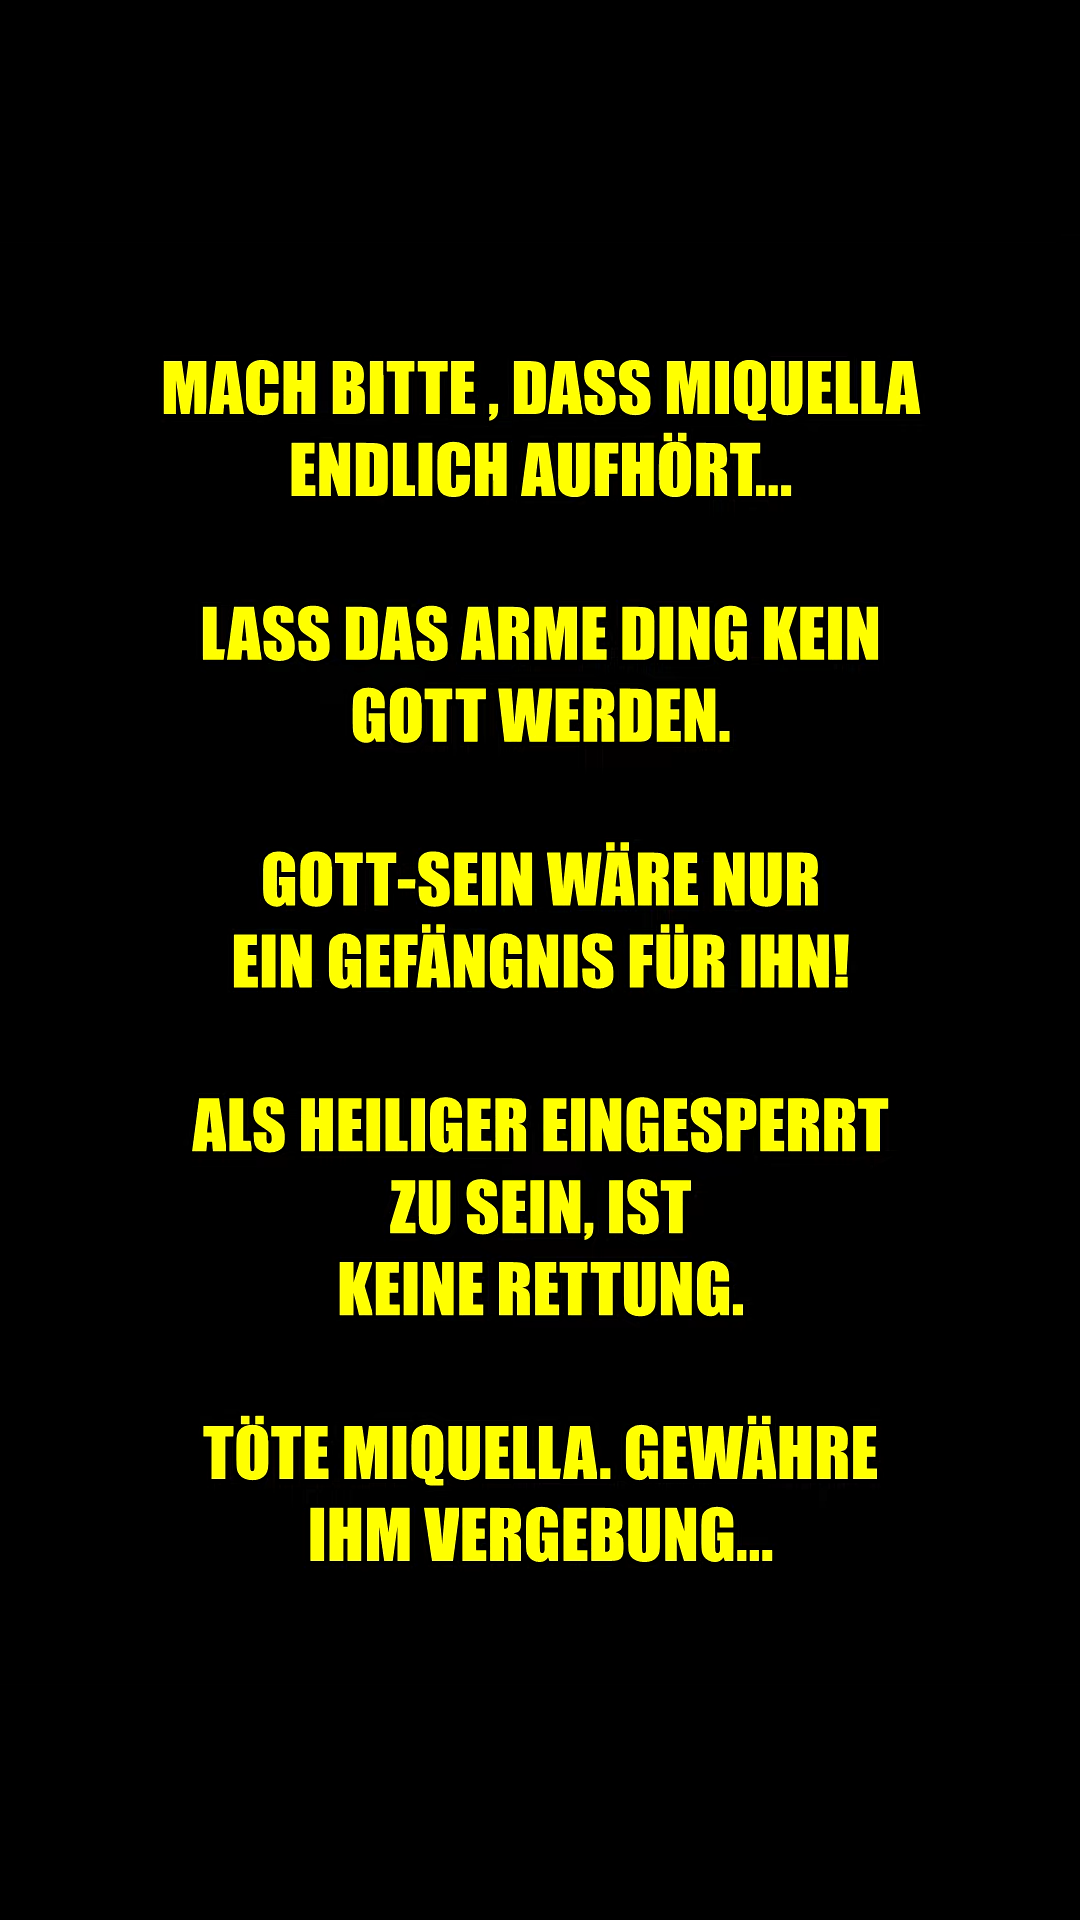 MACH BITTE , DASS MIQUELLA
ENDLICH AUFHÖRT...
LASS DAS ARME DING KEIN
GOTT WERDEN.
GOTT-SEIN WÄRE NUR
EIN GEFÄNGNIS FÜR IHN!
ALS HEILIGER EINGESPERRT
ZU SEIN, IST
KEINE RETTUNG.
TÖTE MIQUELLA. GEWÄHRE
IHM VERGEBUNG...